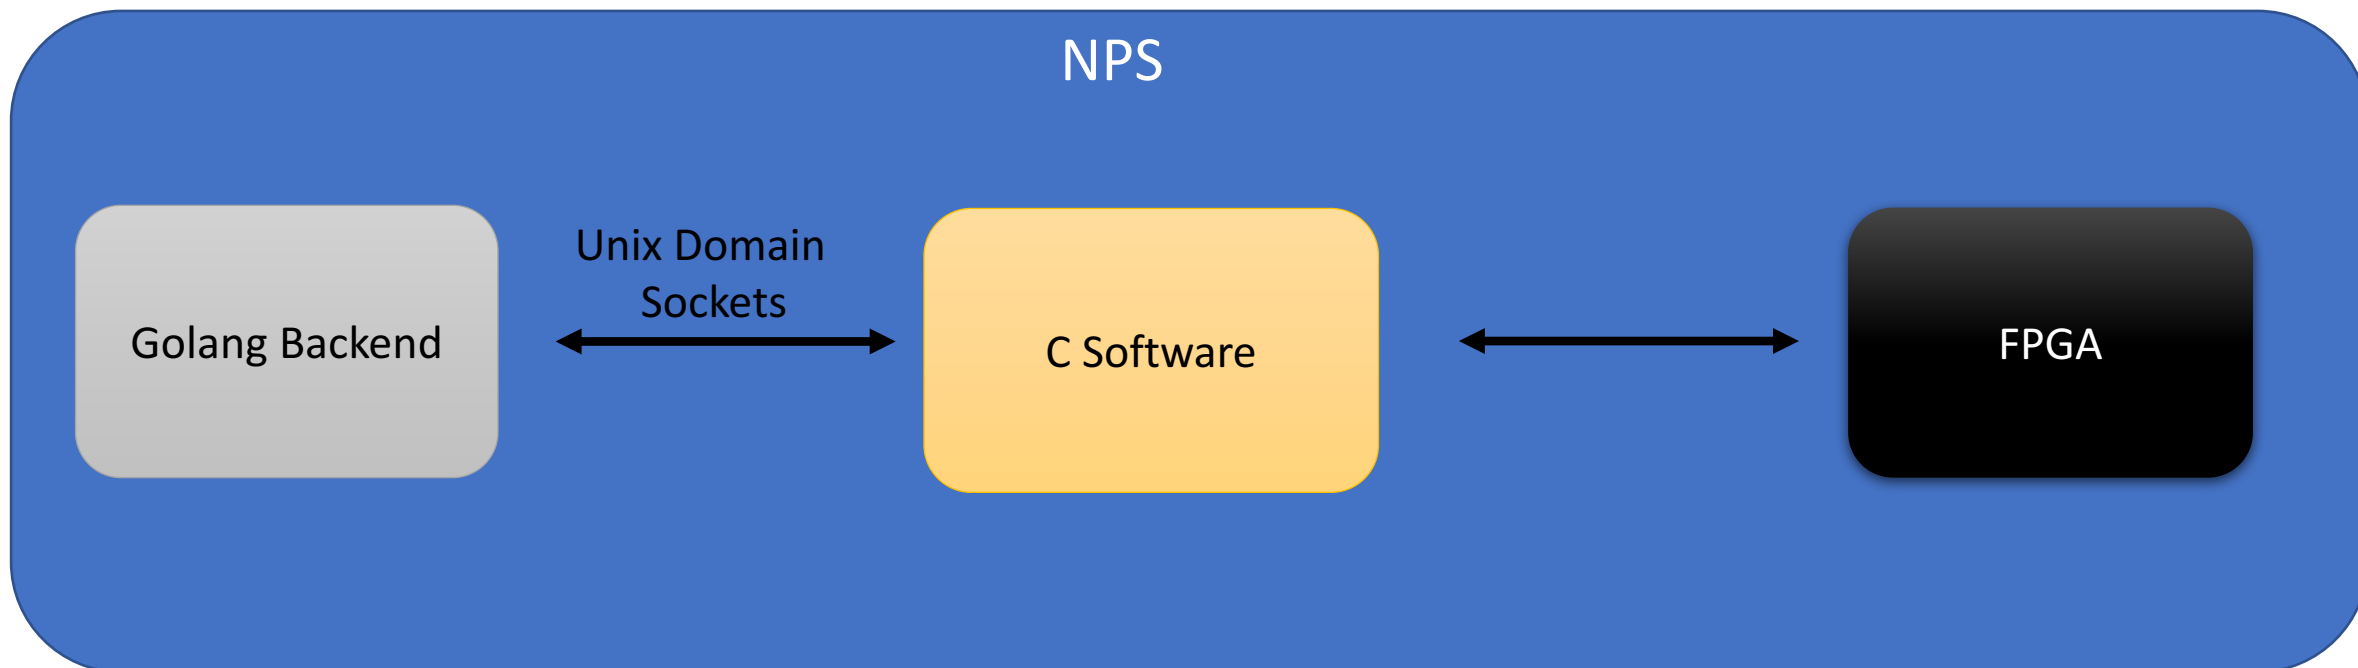 NPS
Unix Domain
Sockets
Golang Backend
C Software
FPGA